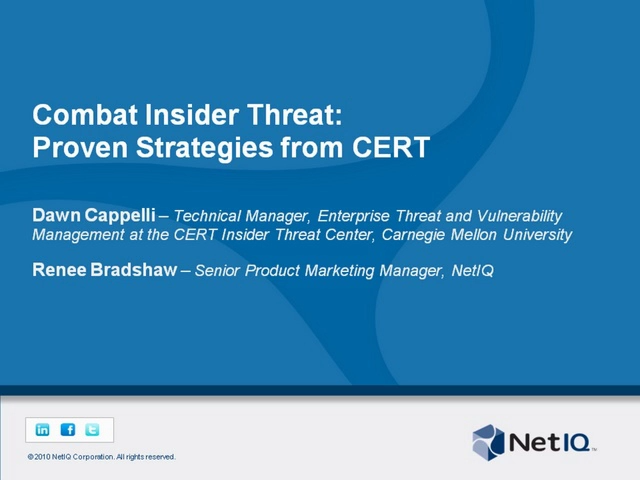 Combat Insider Threat:
Proven Strategies from CERT
Dawn Cappelli – Technical Manager, Enterprise Threat and Vulnerability
Management at the CERT Insider Threat Center, Carnegie Mellon University
Renee Bradshaw – Senior Product Marketing Manager, NetIQ
in f t
NetIQ™
© 2010 NetIQ Corporation. All rights reserved.